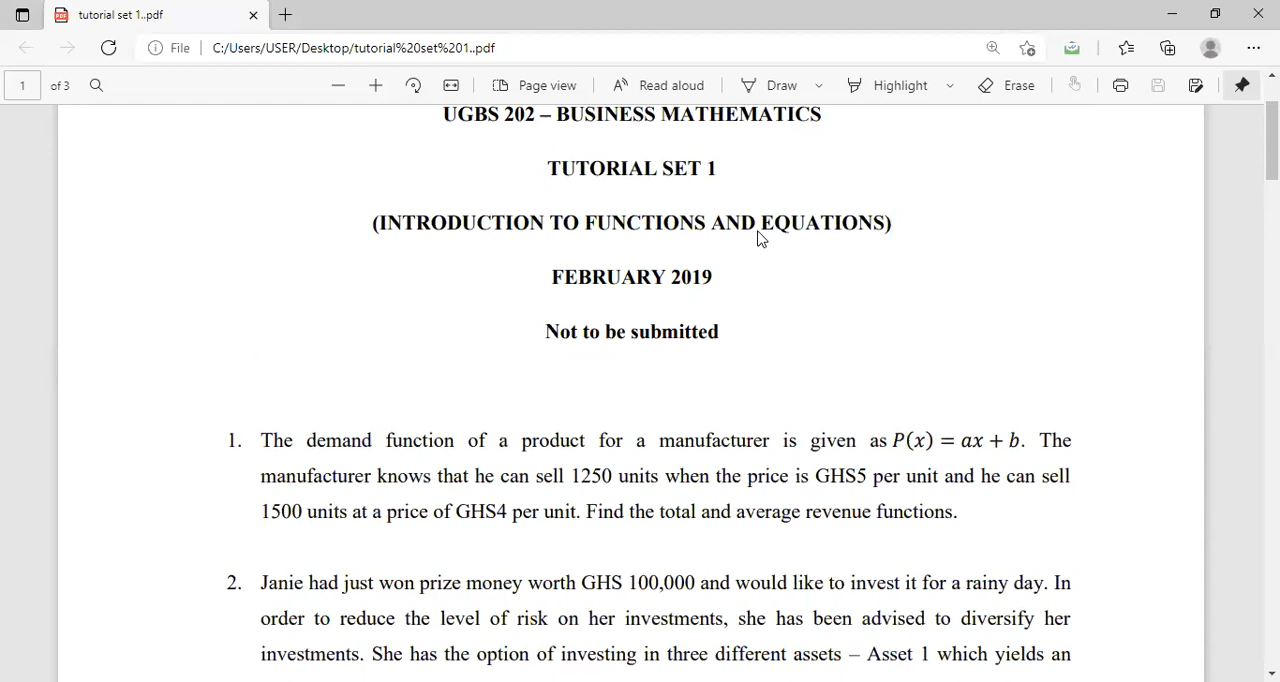 tutorial set 1..pdf
File
C:/Users/USER/Desktop/tutorial%20set%201..pdf
1 of 3
Page view
Read aloud
Draw
Highlight
Erase
UGBS 202 – BUSINESS MATHEMATICS
TUTORIAL SET 1
(INTRODUCTION TO FUNCTIONS AND EQUATIONS)
FEBRUARY 2019
Not to be submitted
1. The demand function of a product for a manufacturer is given as P(x) = ax + b. The
manufacturer knows that he can sell 1250 units when the price is GHS5 per unit and he can sell
1500 units at a price of GHS4 per unit. Find the total and average revenue functions.
2. Janie had just won prize money worth GHS 100,000 and would like to invest it for a rainy day. In
order to reduce the level of risk on her investments, she has been advised to diversify her
investments. She has the option of investing in three different assets – Asset 1 which yields an